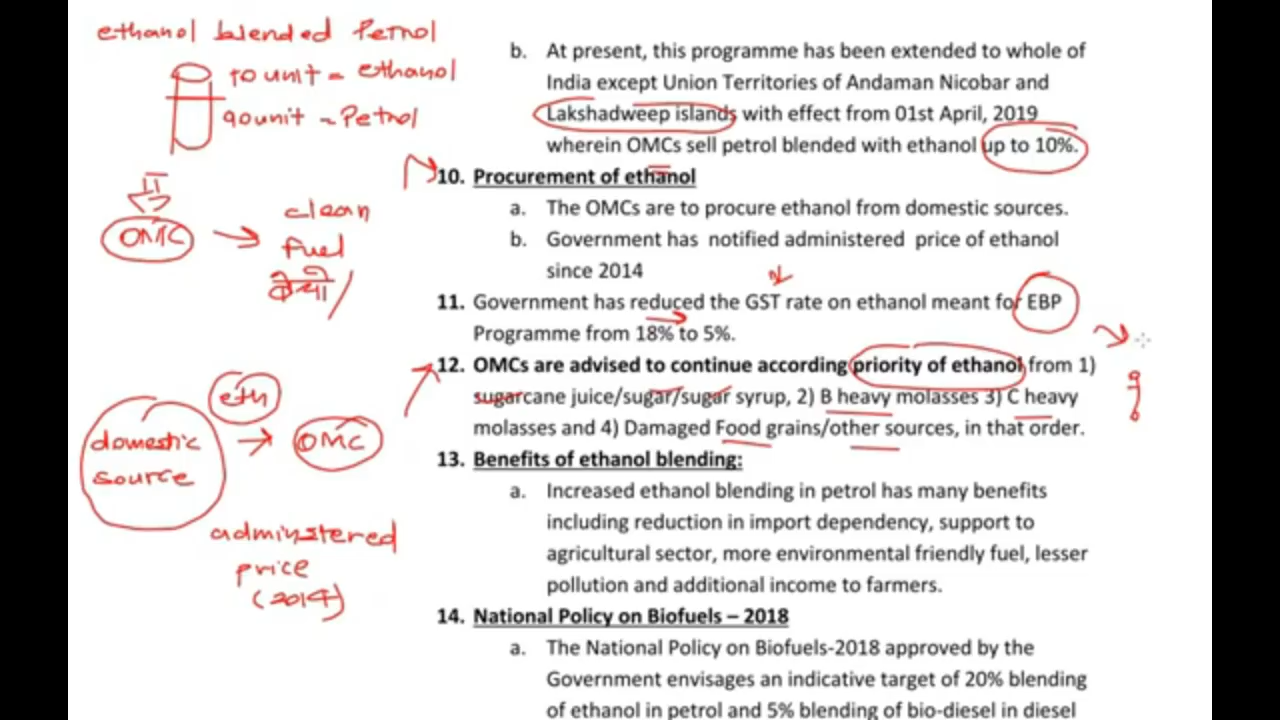 ethanol blended Petrol
10 unit - ethanol
90 unit - Petrol
OMC
clean
fuel
eth
domestic
source
OMC
administered
price
(2014)
b. At present, this programme has been extended to whole of
India except Union Territories of Andaman Nicobar and
Lakshadweep islands with effect from 01st April, 2019
wherein OMCs sell petrol blended with ethanol up to 10%.
10. Procurement of ethanol
a. The OMCs are to procure ethanol from domestic sources.
b. Government has notified administered price of ethanol
since 2014
11. Government has reduced the GST rate on ethanol meant for EBP
Programme from 18% to 5%.
12. OMCs are advised to continue according priority of ethanol from 1)
sugarcane juice/sugar/sugar syrup, 2) B heavy molasses 3) C heavy
molasses and 4) Damaged Food grains/other sources, in that order.
13. Benefits of ethanol blending:
a. Increased ethanol blending in petrol has many benefits
including reduction in import dependency, support to
agricultural sector, more environmental friendly fuel, lesser
pollution and additional income to farmers.
14. National Policy on Biofuels – 2018
a. The National Policy on Biofuels-2018 approved by the
Government envisages an indicative target of 20% blending
of ethanol in petrol and 5% blending of bio-diesel in diesel